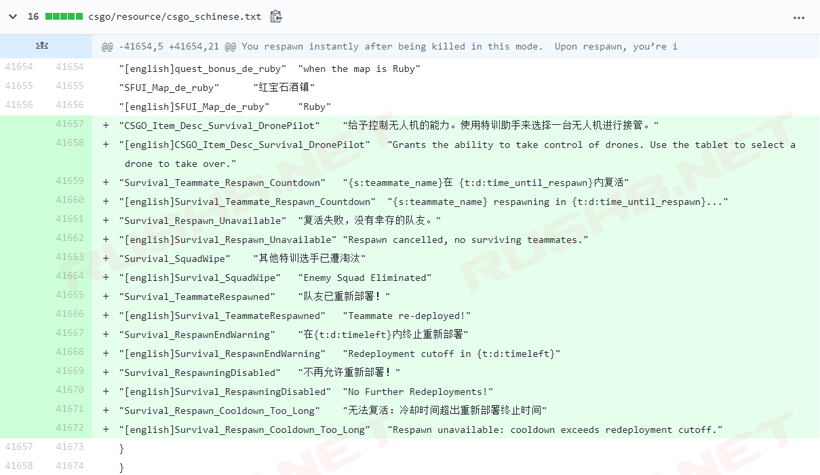 16 csgo/resource/csgo_schinese.txt
@@ -41654,5 +41654,21 @@ You respawn instantly after being killed in this mode.  Upon respawn, you’re i
41654 41654 "[english]quest_bonus_de_ruby" "when the map is Ruby"
41655 41655 "SFUI_Map_de_ruby" "红宝石酒镇"
41656 41656 "[english]SFUI_Map_de_ruby" "Ruby"
41657 + "CSGO_Item_Desc_Survival_DronePilot" "给予控制无人机的能力。使用特训助手来选择一台无人机进行接管。"
41658 + "[english]CSGO_Item_Desc_Survival_DronePilot" "Grants the ability to take control of drones. Use the tablet to select a
drone to take over."
41659 + "Survival_Teammate_Respawn_Countdown" "{s:teammate_name}在 {t:d:time_until_respawn}内复活"
41660 + "[english]Survival_Teammate_Respawn_Countdown" "{s:teammate_name} respawning in {t:d:time_until_respawn}..."
41661 + "Survival_Respawn_Unavailable" "复活失败，没有幸存的队友。"
41662 + "[english]Survival_Respawn_Unavailable" "Respawn cancelled, no surviving teammates."
41663 + "Survival_SquadWipe" "其他特训选手已遭淘汰"
41664 + "[english]Survival_SquadWipe" "Enemy Squad Eliminated"
41665 + "Survival_TeammateRespawned" "队友已重新部署！"
41666 + "[english]Survival_TeammateRespawned" "Teammate re-deployed!"
41667 + "Survival_RespawnEndWarning" "在{t:d:timeleft}内终止重新部署"
41668 + "[english]Survival_RespawnEndWarning" "Redeployment cutoff in {t:d:timeleft}"
41669 + "Survival_RespawningDisabled" "不再允许重新部署！"
41670 + "[english]Survival_RespawningDisabled" "No Further Redeployments!"
41671 + "Survival_Respawn_Cooldown_Too_Long" "无法复活：冷却时间超出重新部署终止时间"
41672 + "[english]Survival_Respawn_Cooldown_Too_Long" "Respawn unavailable: cooldown exceeds redeployment cutoff."
41657 41673 }
41658 41674 }
RUSHB.NET
RUSHB.NET